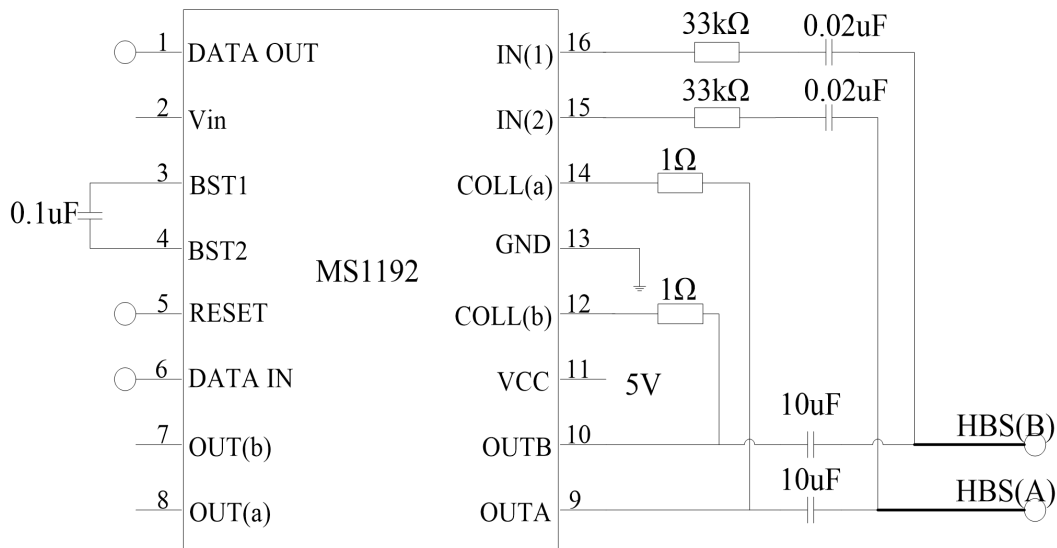 33kΩ
0.02uF
1
DATA OUT
IN(1)
16
33kΩ
0.02uF
2
Vin
IN(2)
15
1Ω
3
BST1
COLL(a)
14
0.1uF
4
BST2
GND
13
MS1192
1Ω
5
RESET
COLL(b)
12
6
DATA IN
VCC
11
5V
10uF
7
OUT(b)
OUTB
10
HBS(B)
10uF
8
OUT(a)
OUTA
9
HBS(A)